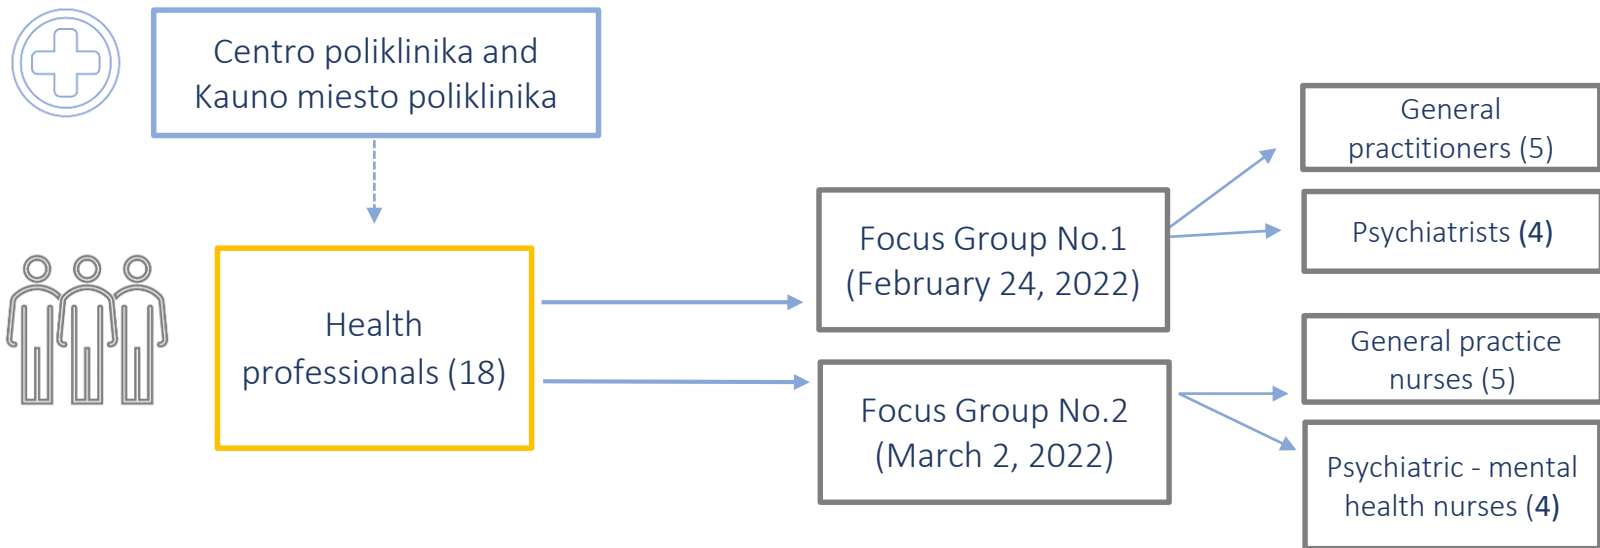 Centro poliklinika and
Kauno miesto poliklinika
Health
professionals (18)
Focus Group No.1
(February 24, 2022)
Focus Group No.2
(March 2, 2022)
General
practitioners (5)
Psychiatrists (4)
General practice
nurses (5)
Psychiatric - mental
health nurses (4)